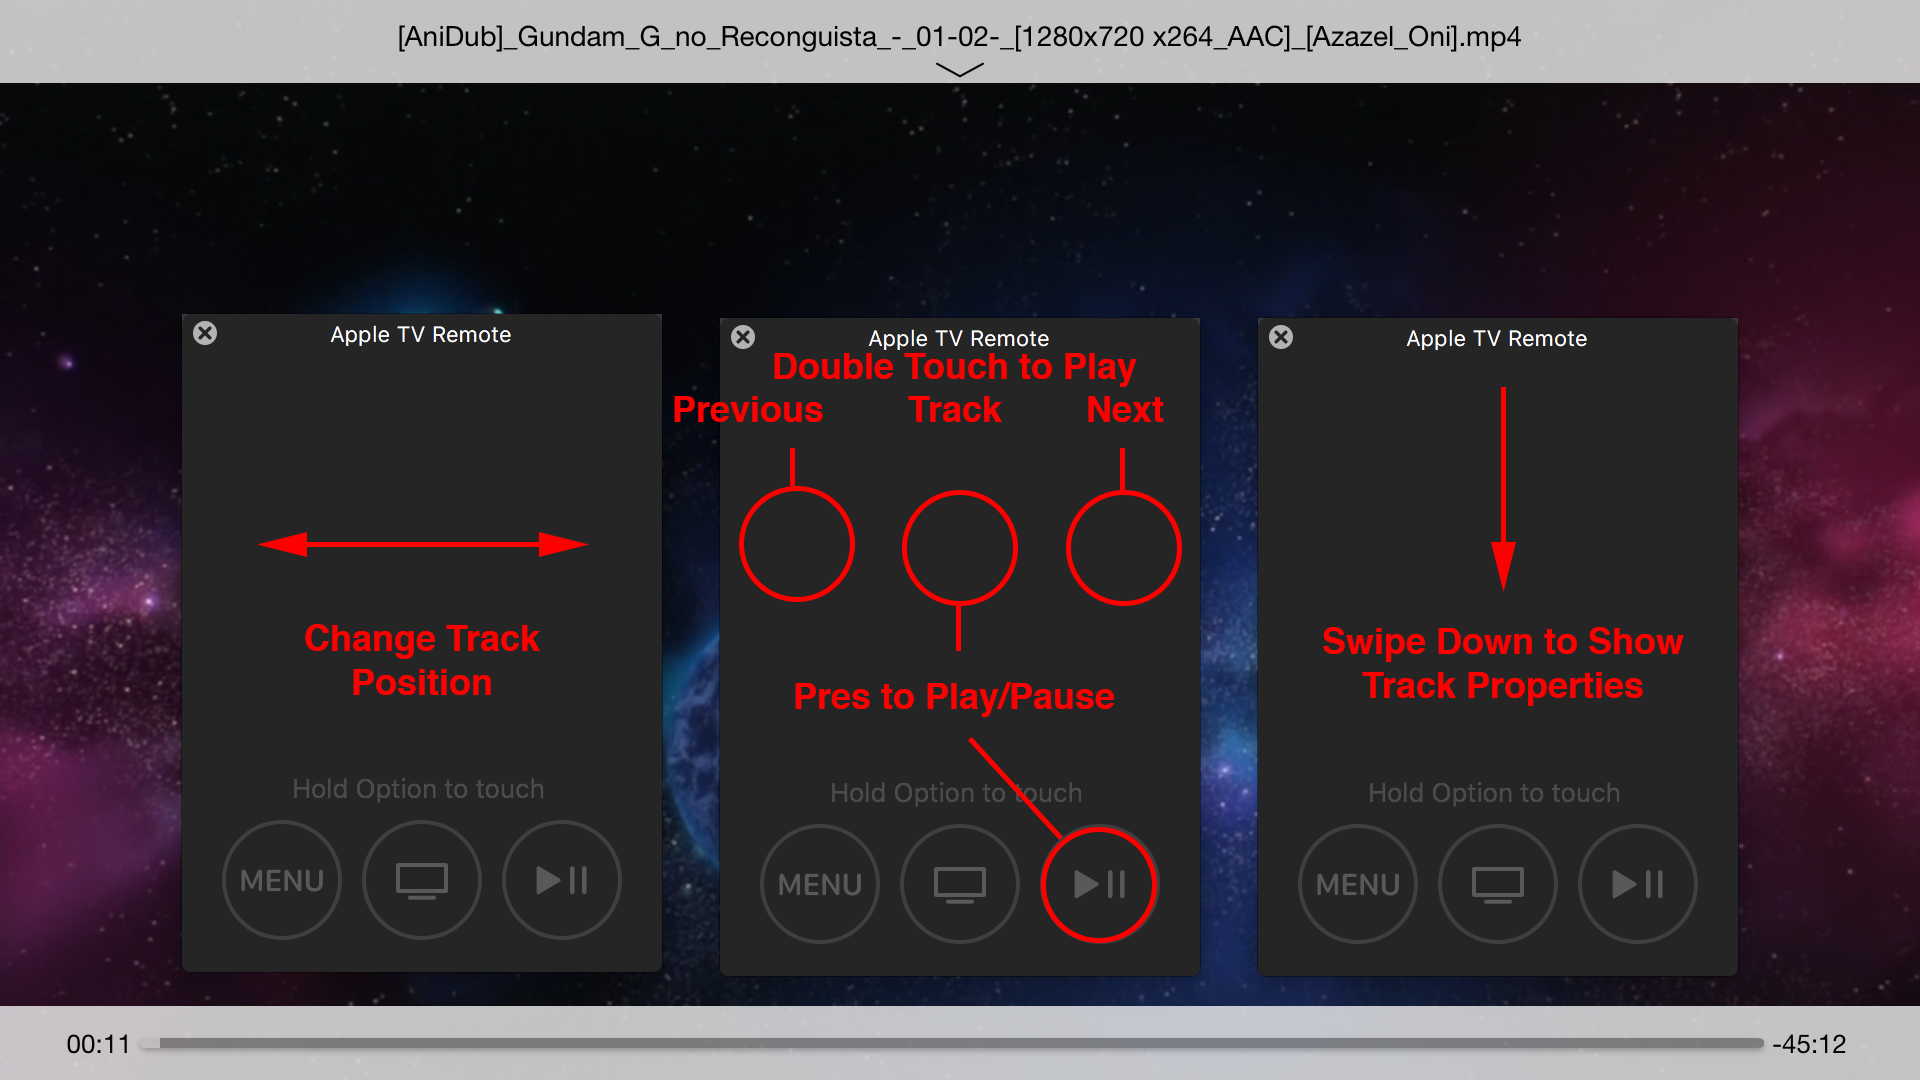 [AniDub]_Gundam_G_no_Reconguista_-_01-02-_[1280x720 x264_AAC]_[Azazel_Oni].mp4
Apple TV Remote
Change Track
Position
Hold Option to touch
MENU
Apple TV Remote
Double Touch to Play
Previous Track Next
Pres to Play/Pause
Hold Option to touch
MENU
Apple TV Remote
Swipe Down to Show
Track Properties
Hold Option to touch
MENU
00:11 -45:12